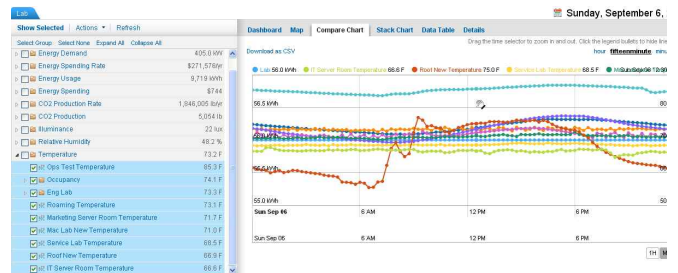 Lab
Sunday, September 6,
Show Selected Actions Refresh
Select Group Select None Expand All Collapse All
Energy Demand 405.0 kW
Energy Spending Rate $271,576/yr
Energy Usage 9,719 kWh
Energy Spending $744
CO2 Production Rate 1,846,005 lb/yr
CO2 Production 5,054 lb
Illuminance 22 lux
Relative Humidity 48.2 %
Temperature 73.2 F
Ops Test Temperature 85.3 F
Occupancy 74.1 F
Eng Lab 73.3 F
Roaming Temperature 73.1 F
Marketing Server Room Temperature 71.7 F
Mac Lab New Temperature 71.0 F
Service Lab Temperature 68.5 F
Roof New Temperature 66.9 F
IT Server Room Temperature 66.6 F
Dashboard Map Compare Chart Stack Chart Data Table Details
Drag the time selector to zoom in and out. Click the legend bullets to hide line
Download as CSV
hour fifteenminute
Lab 56.0 kWh IT Server Room Temperature 66.6 F Roof New Temperature 75.0 F Service Lab Temperature 68.5 F
56.5 kWh 80
55.0 kWh 50
Sun Sep 06 6 AM 12 PM 6 PM
Sun Sep 06 6 AM 12 PM 6 PM
1H